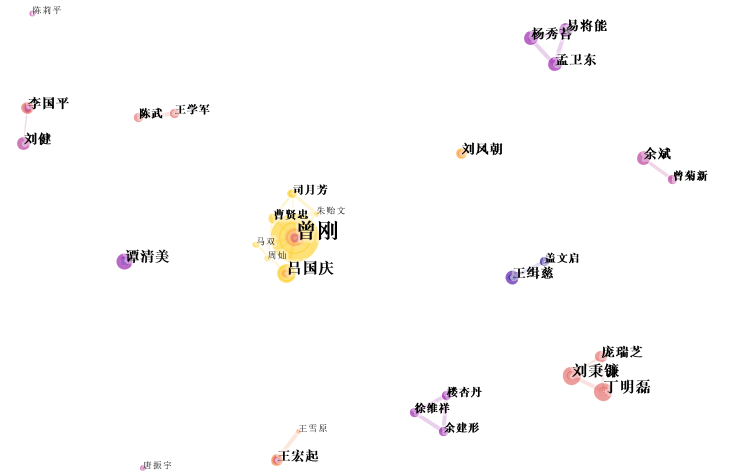 陈莉平
杨秀台
易将能
孟卫东
李国平
陈武
王学军
刘健
刘凤朝
余斌
曾菊新
司月芳
曹贤忠
朱贻文
曾刚
马双
周灿
吕国庆
谭清美
盖文启
王缉慈
庞瑞芝
刘秉镰
丁明磊
楼杏丹
徐维祥
余建形
王雪原
王宏起
唐振宇